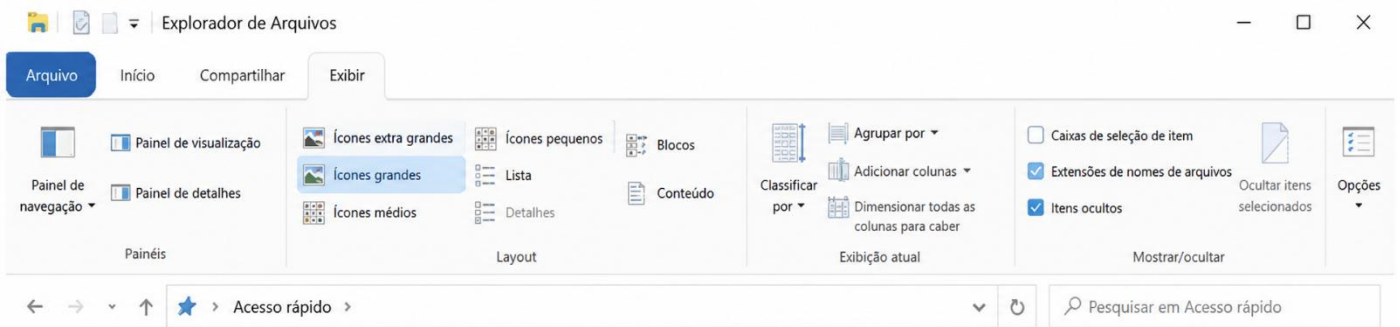 Explorador de Arquivos
Arquivo Início Compartilhar Exibir
Painel de navegação
Painel de visualização
Painel de detalhes
Painéis
Ícones extra grandes
Ícones grandes
Ícones médios
Ícones pequenos
Lista
Detalhes
Blocos
Conteúdo
Layout
Classificar
por
Agrupar por
Adicionar colunas
Dimensionar todas as
colunas para caber
Exibição atual
Caixas de seleção de item
Extensões de nomes de arquivos
Itens ocultos
Ocultar itens
selecionados
Mostrar/ocultar
Opções
Acesso rápido
Pesquisar em Acesso rápido